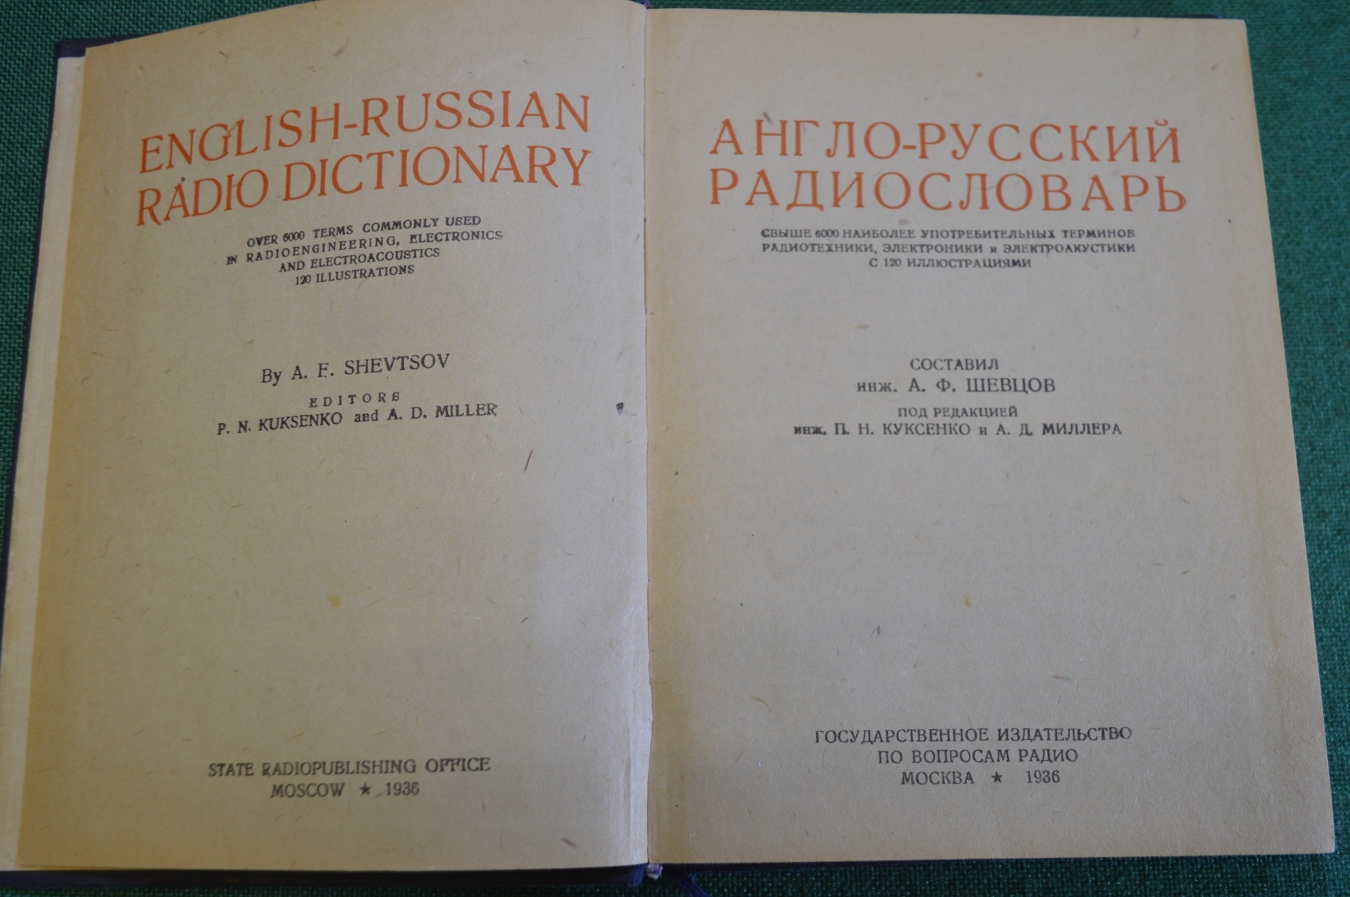 ENGLISH-RUSSIAN
RADIO DICTIONARY
OVER 6000 TERMS COMMONLY USED
IN RADIOENGINEERING, ELECTRONICS
AND ELECTROACOUSTICS
120 ILLUSTRATIONS
By A. F. SHEVTSOV
EDITORS
P. N. KUKSENKO and A. D. MILLER
STATE RADIOPUBLISHING OFFICE
MOSCOW ★ 1936
АНГЛО-РУССКИЙ
РАДИОСЛОВАРЬ
СВЫШЕ 6000 НАИБОЛЕЕ УПОТРЕБИТЕЛЬНЫХ ТЕРМИНОВ
РАДИОТЕХНИКИ, ЭЛЕКТРОНИКИ и ЭЛЕКТРОАКУСТИКИ
С 120 ИЛЛЮСТРАЦИЯМИ
СОСТАВИЛ
инж. А. Ф. ШЕВЦОВ
ПОД РЕДАКЦИЕЙ
инж. П. Н. КУКСЕНКО и А. Д. МИЛЛЕРА
ГОСУДАРСТВЕННОЕ ИЗДАТЕЛЬСТВО
ПО ВОПРОСАМ РАДИО
МОСКВА ★ 1936